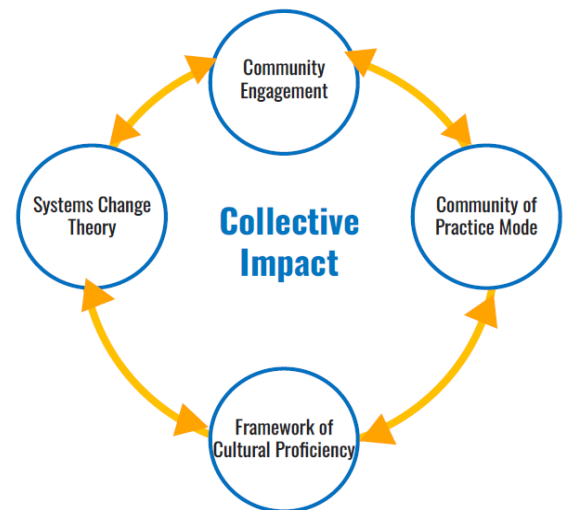 Community
Engagement
Systems Change
Theory
Collective
Impact
Community of
Practice Mode
Framework of
Cultural Proficiency